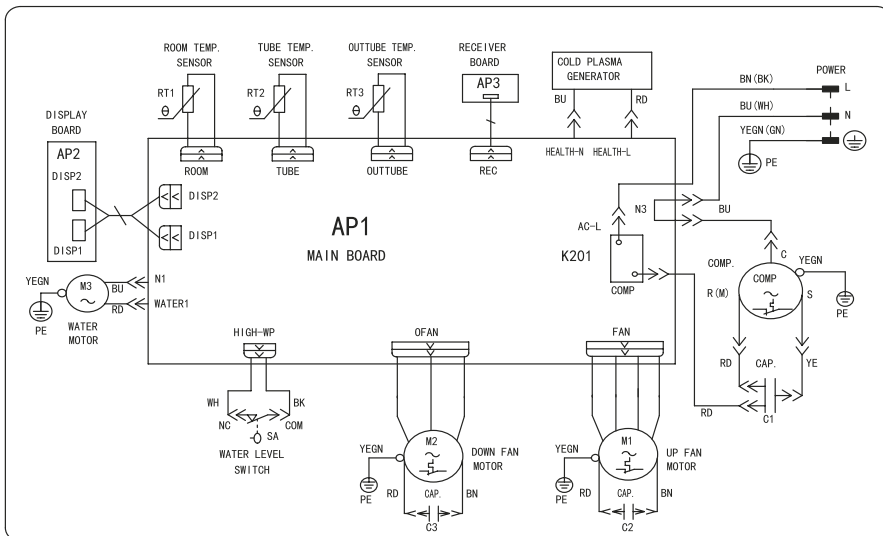 ROOM TEMP.
SENSOR
TUBE TEMP.
SENSOR
OUTTUBE TEMP.
SENSOR
RECEIVER
BOARD
COLD PLASMA
GENERATOR
RT1
θ
RT2
θ
RT3
θ
AP3
BU
RD
BN(BK)
POWER
L
BU(WH)
N
YEGN(GN)
PE
DISPLAY
BOARD
AP2
DISP2
DISP1
DISP2
DISP1
ROOM
TUBE
OUTTUBE
REC
HEALTH-N
HEALTH-L
AP1
MAIN BOARD
AC-L
K201
COMP
N3
BU
C
COMP.
COMP
YEGN
R(M)
S
PE
RD
CAP.
YE
RD
C1
YEGN
M3
BU
N1
RD
WATER1
PE
WATER
MOTOR
HIGH-WP
WH
BK
NC
COM
SA
WATER LEVEL
SWITCH
OFAN
M2
YEGN
DOWN FAN
MOTOR
PE
RD
CAP.
BN
C3
FAN
M1
YEGN
UP FAN
MOTOR
PE
RD
CAP.
BN
C2